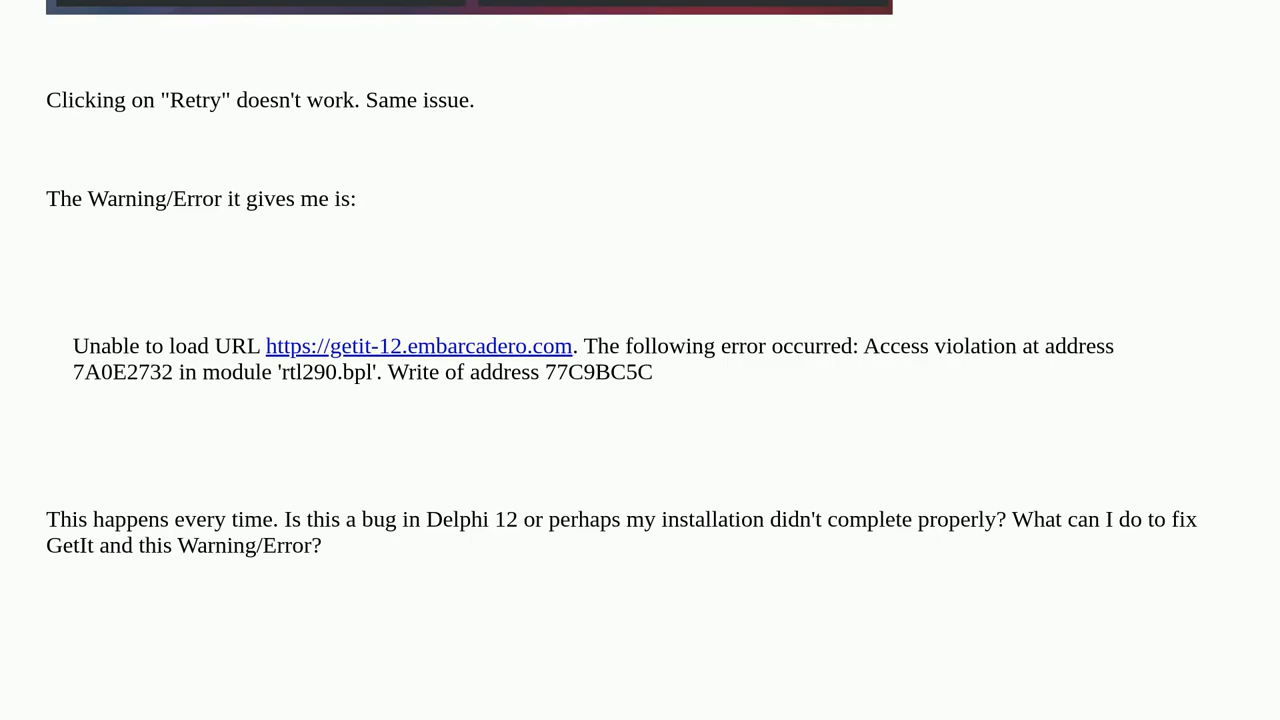 Clicking on "Retry" doesn't work. Same issue.
The Warning/Error it gives me is:
Unable to load URL https://getit-12.embarcadero.com. The following error occurred: Access violation at address
7A0E2732 in module 'rtl290.bpl'. Write of address 77C9BC5C
This happens every time. Is this a bug in Delphi 12 or perhaps my installation didn't complete properly? What can I do to fix
GetIt and this Warning/Error?